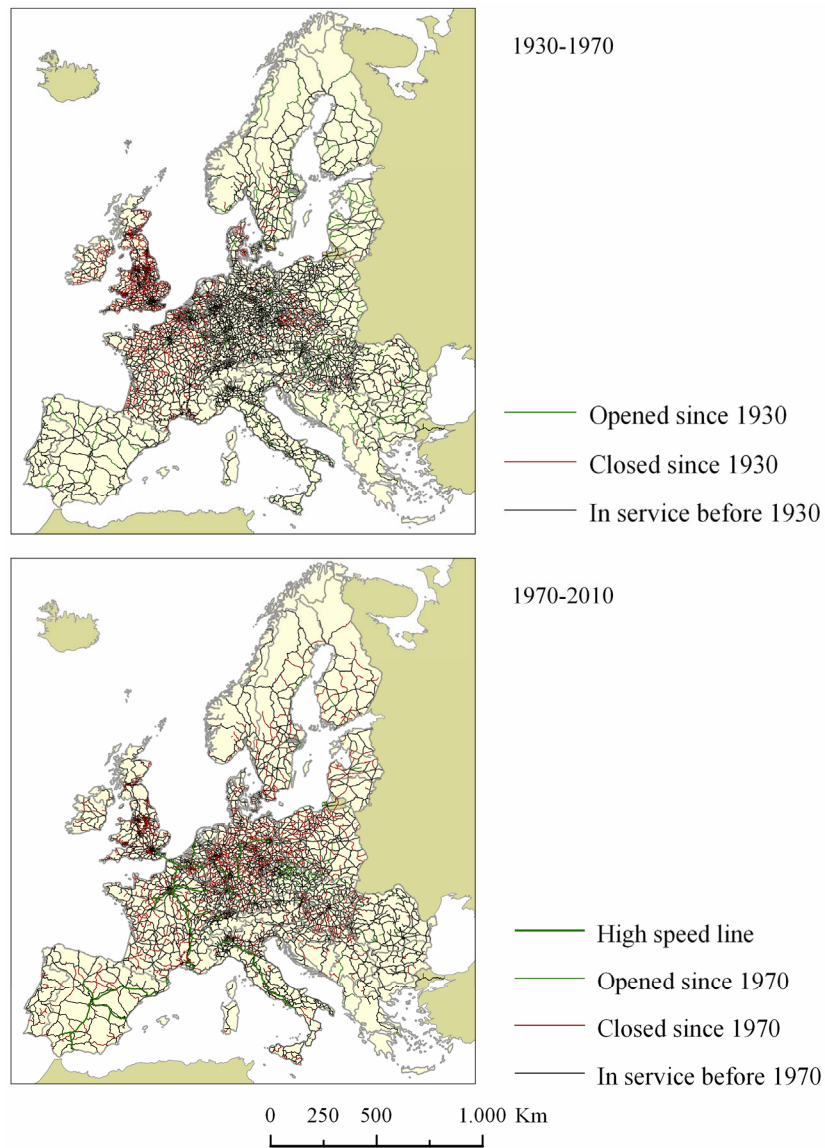 1930-1970
Opened since 1930
Closed since 1930
In service before 1930
1970-2010
High speed line
Opened since 1970
Closed since 1970
In service before 1970
0 250 500 1.000 Km